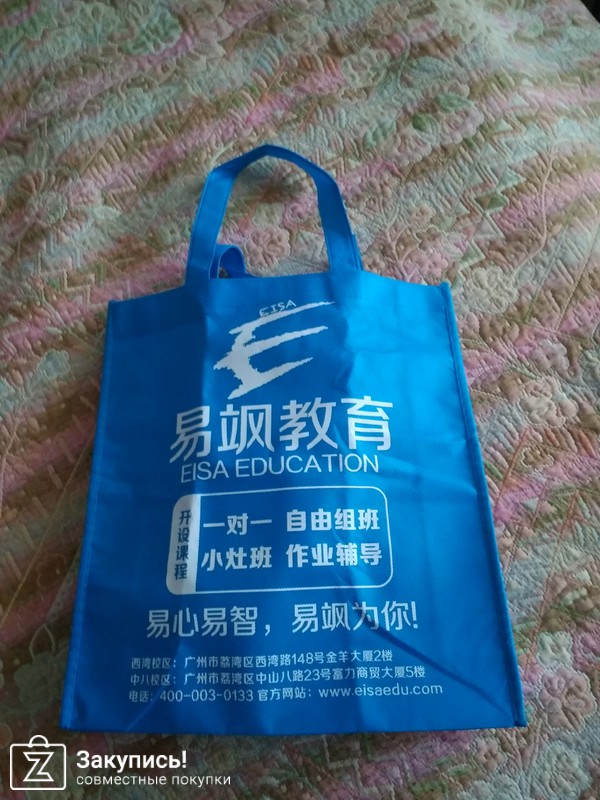 EISA
易飒教育
EISA EDUCATION
开设课程
一对一 自由组班
小灶班 作业辅导
易心易智，易飒为你!
西湾校区：广州市荔湾区西湾路148号金羊大厦2楼
中八校区：广州市荔湾区中山八路23号富力商贸大厦5楼
电话：400-003-0133 官方网站：www.eisaedu.com
Закупись!
совместные покупки